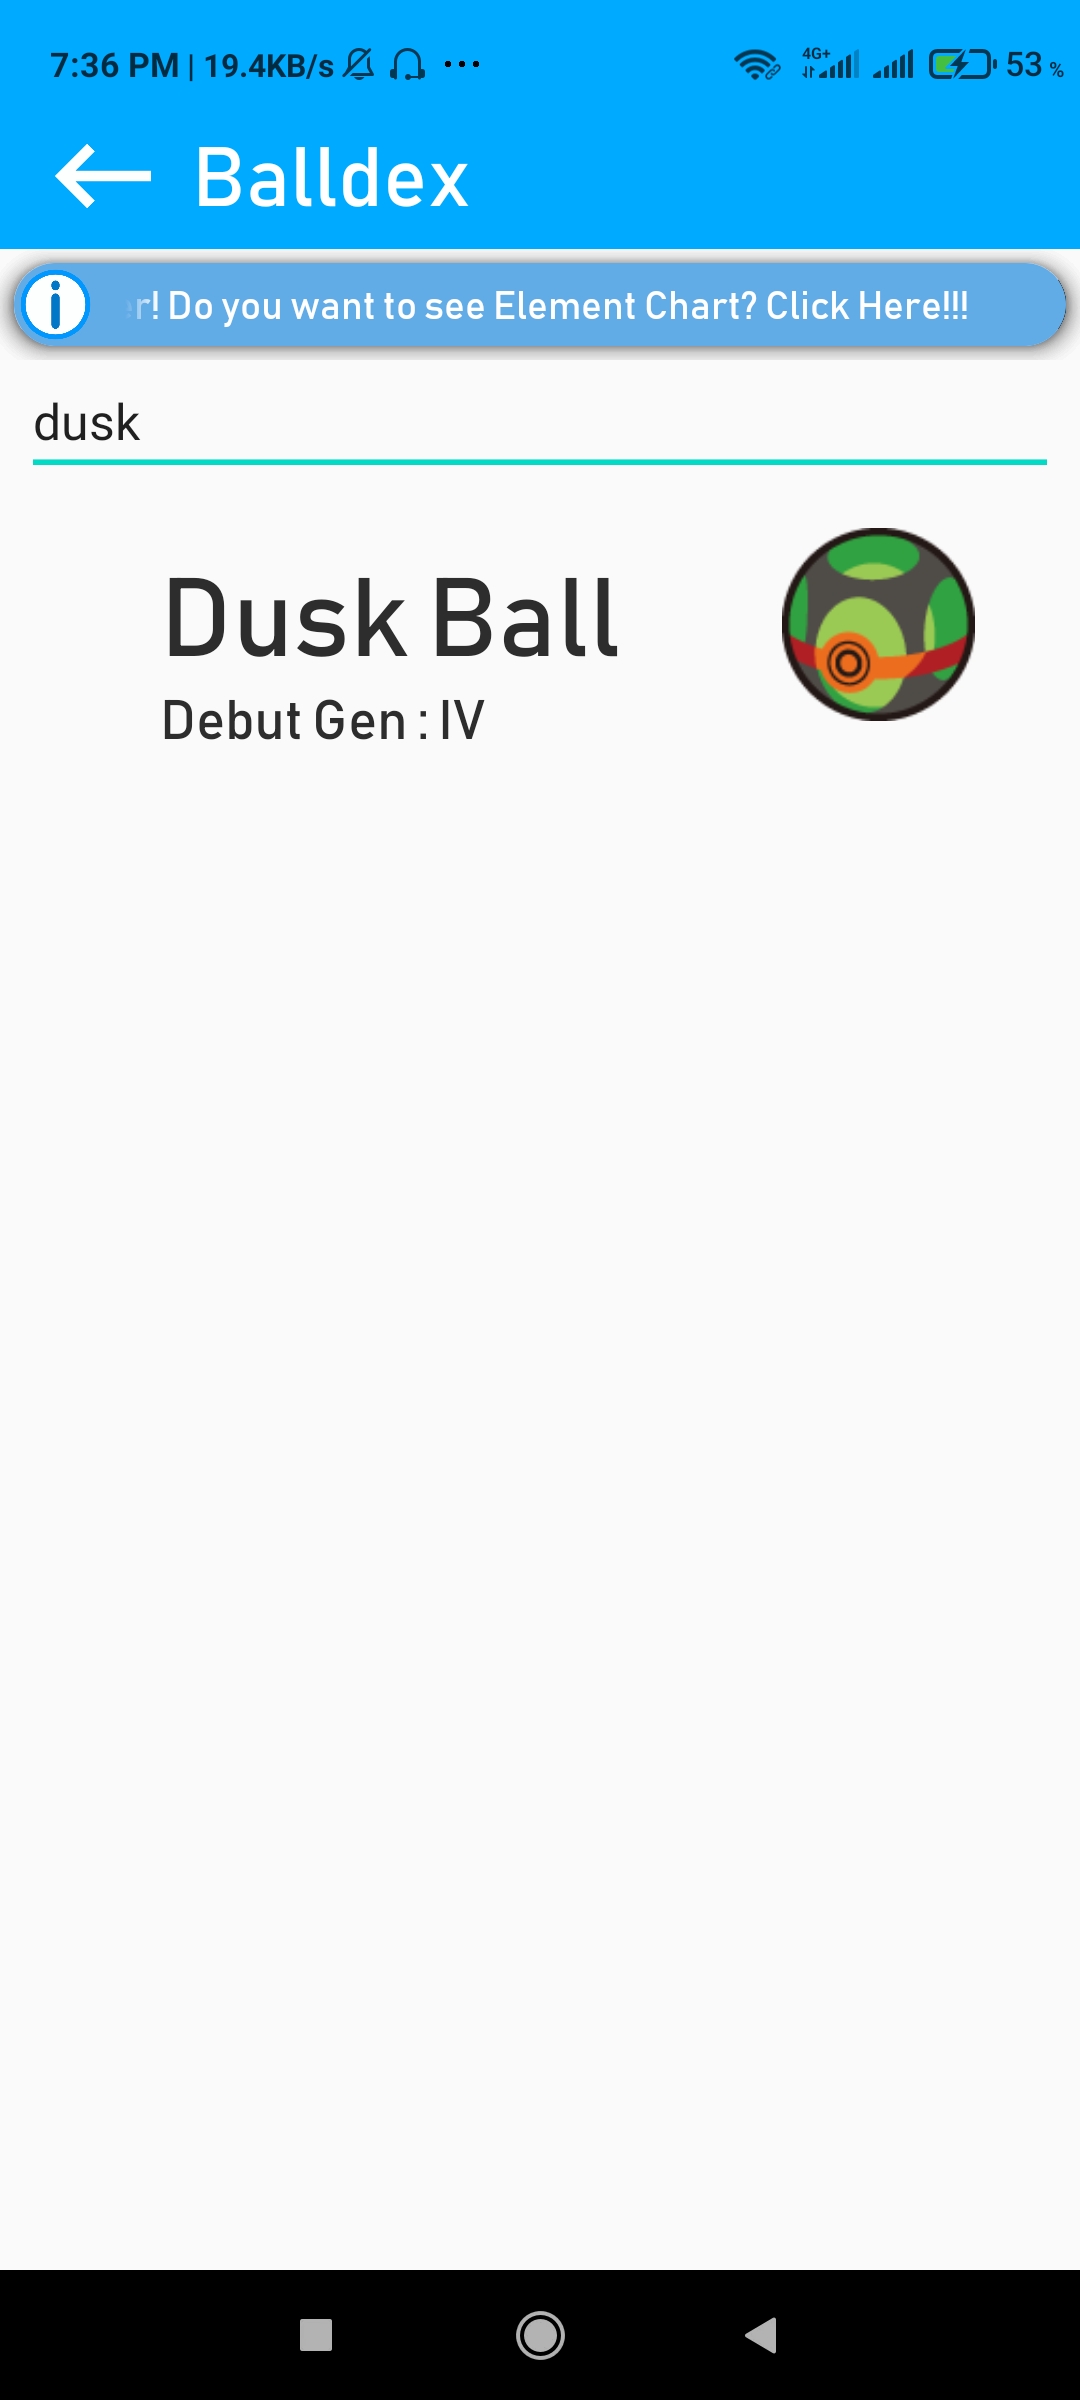 7:36 PM | 19.4KB/s ... 4G+ 53 %
Balldex
r! Do you want to see Element Chart? Click Here!!!
dusk
Dusk Ball
Debut Gen : IV